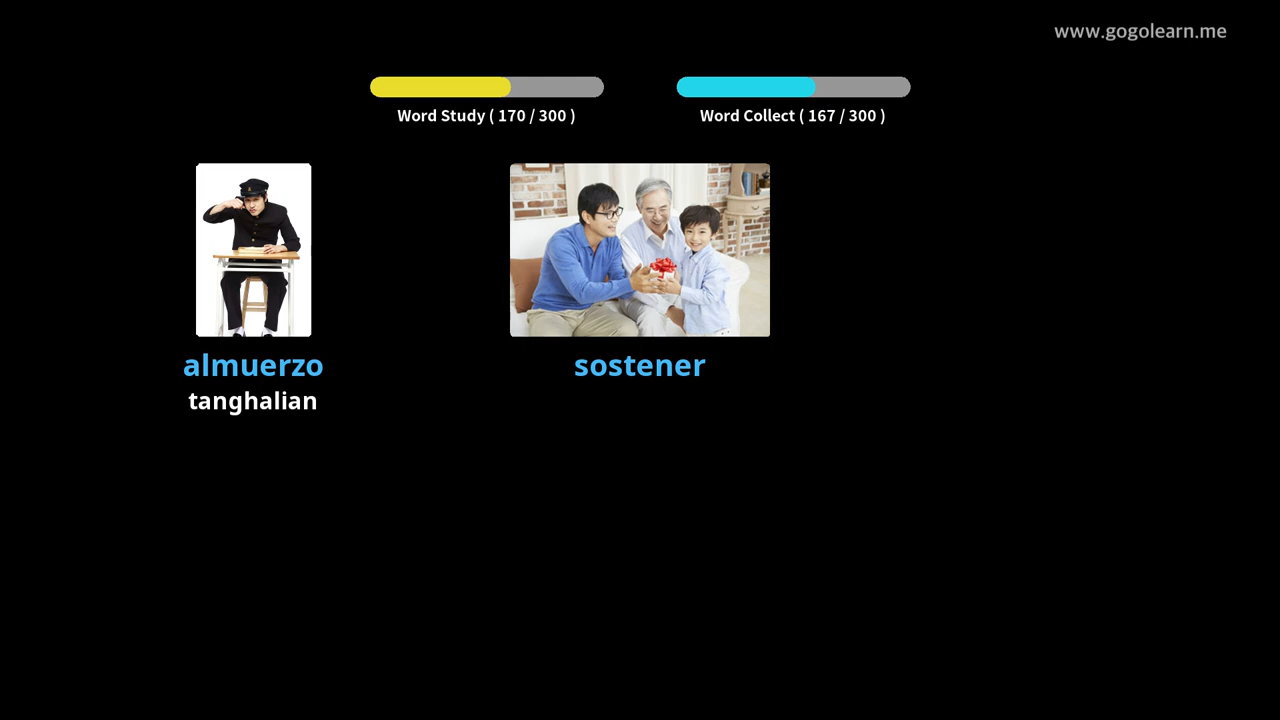 www.gogolearn.me
Word Study ( 170 / 300 )
Word Collect ( 167 / 300 )
almuerzo
tanghalian
sostener